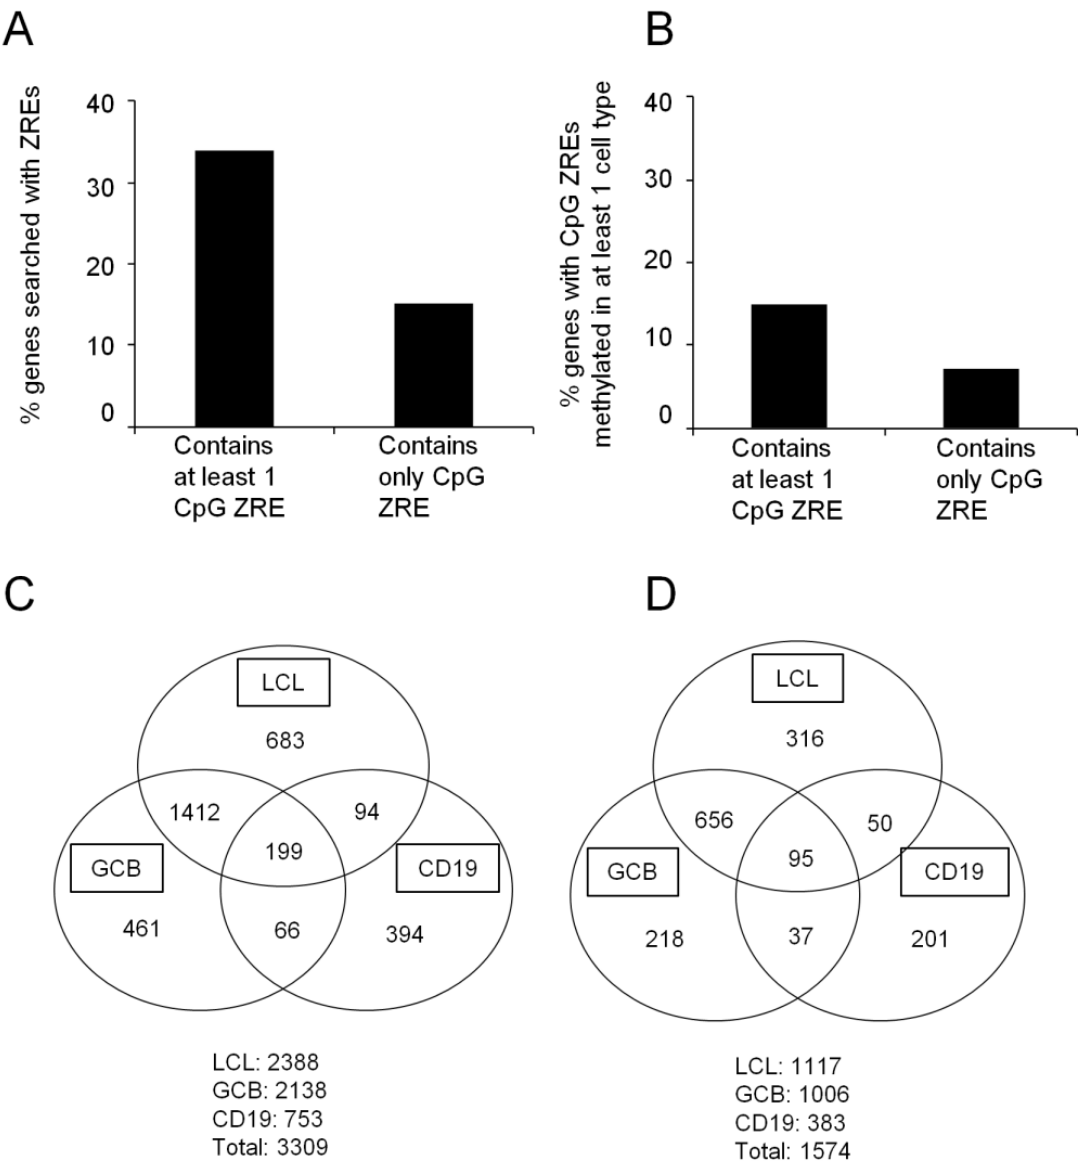 A
% genes searched with ZREs
40
30
20
10
0
Contains
at least 1
CpG ZRE
Contains
only CpG
ZRE
B
% genes with CpG ZREs
methylated in at least 1 cell type
40
30
20
10
0
Contains
at least 1
CpG ZRE
Contains
only CpG
ZRE
C
LCL
683
1412
94
199
GCB
CD19
461
66
394
LCL: 2388
GCB: 2138
CD19: 753
Total: 3309
D
LCL
316
656
50
95
GCB
CD19
218
37
201
LCL: 1117
GCB: 1006
CD19: 383
Total: 1574